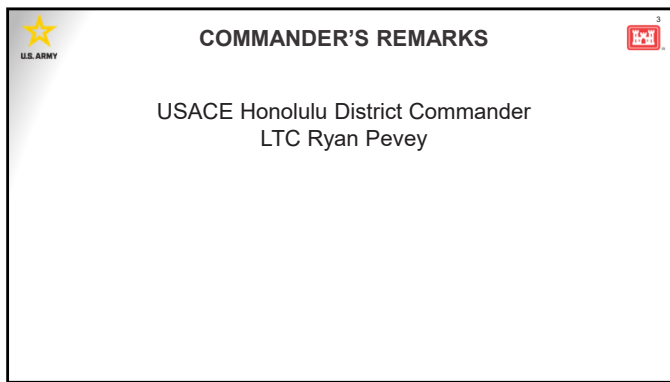 COMMANDER'S REMARKS
3
U.S. ARMY
USACE Honolulu District Commander
LTC Ryan Pevey